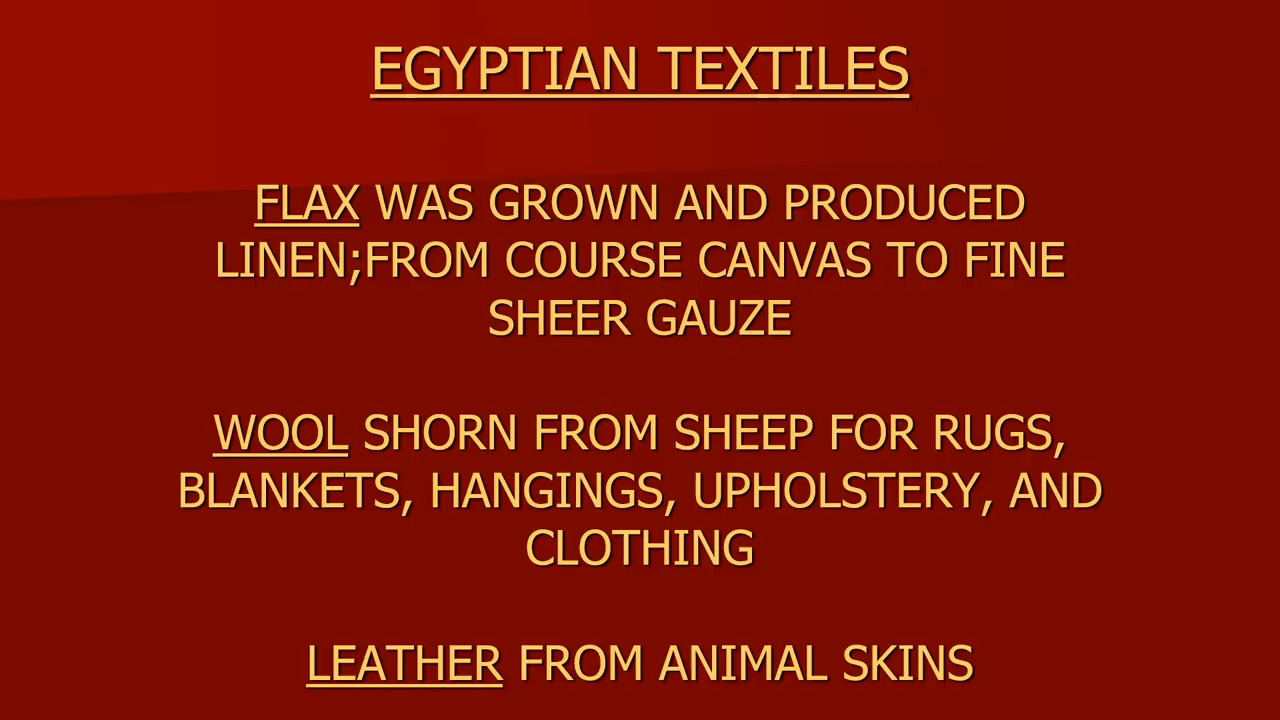 EGYPTIAN TEXTILES
FLAX WAS GROWN AND PRODUCED
LINEN;FROM COURSE CANVAS TO FINE
SHEER GAUZE
WOOL SHORN FROM SHEEP FOR RUGS,
BLANKETS, HANGINGS, UPHOLSTERY, AND
CLOTHING
LEATHER FROM ANIMAL SKINS